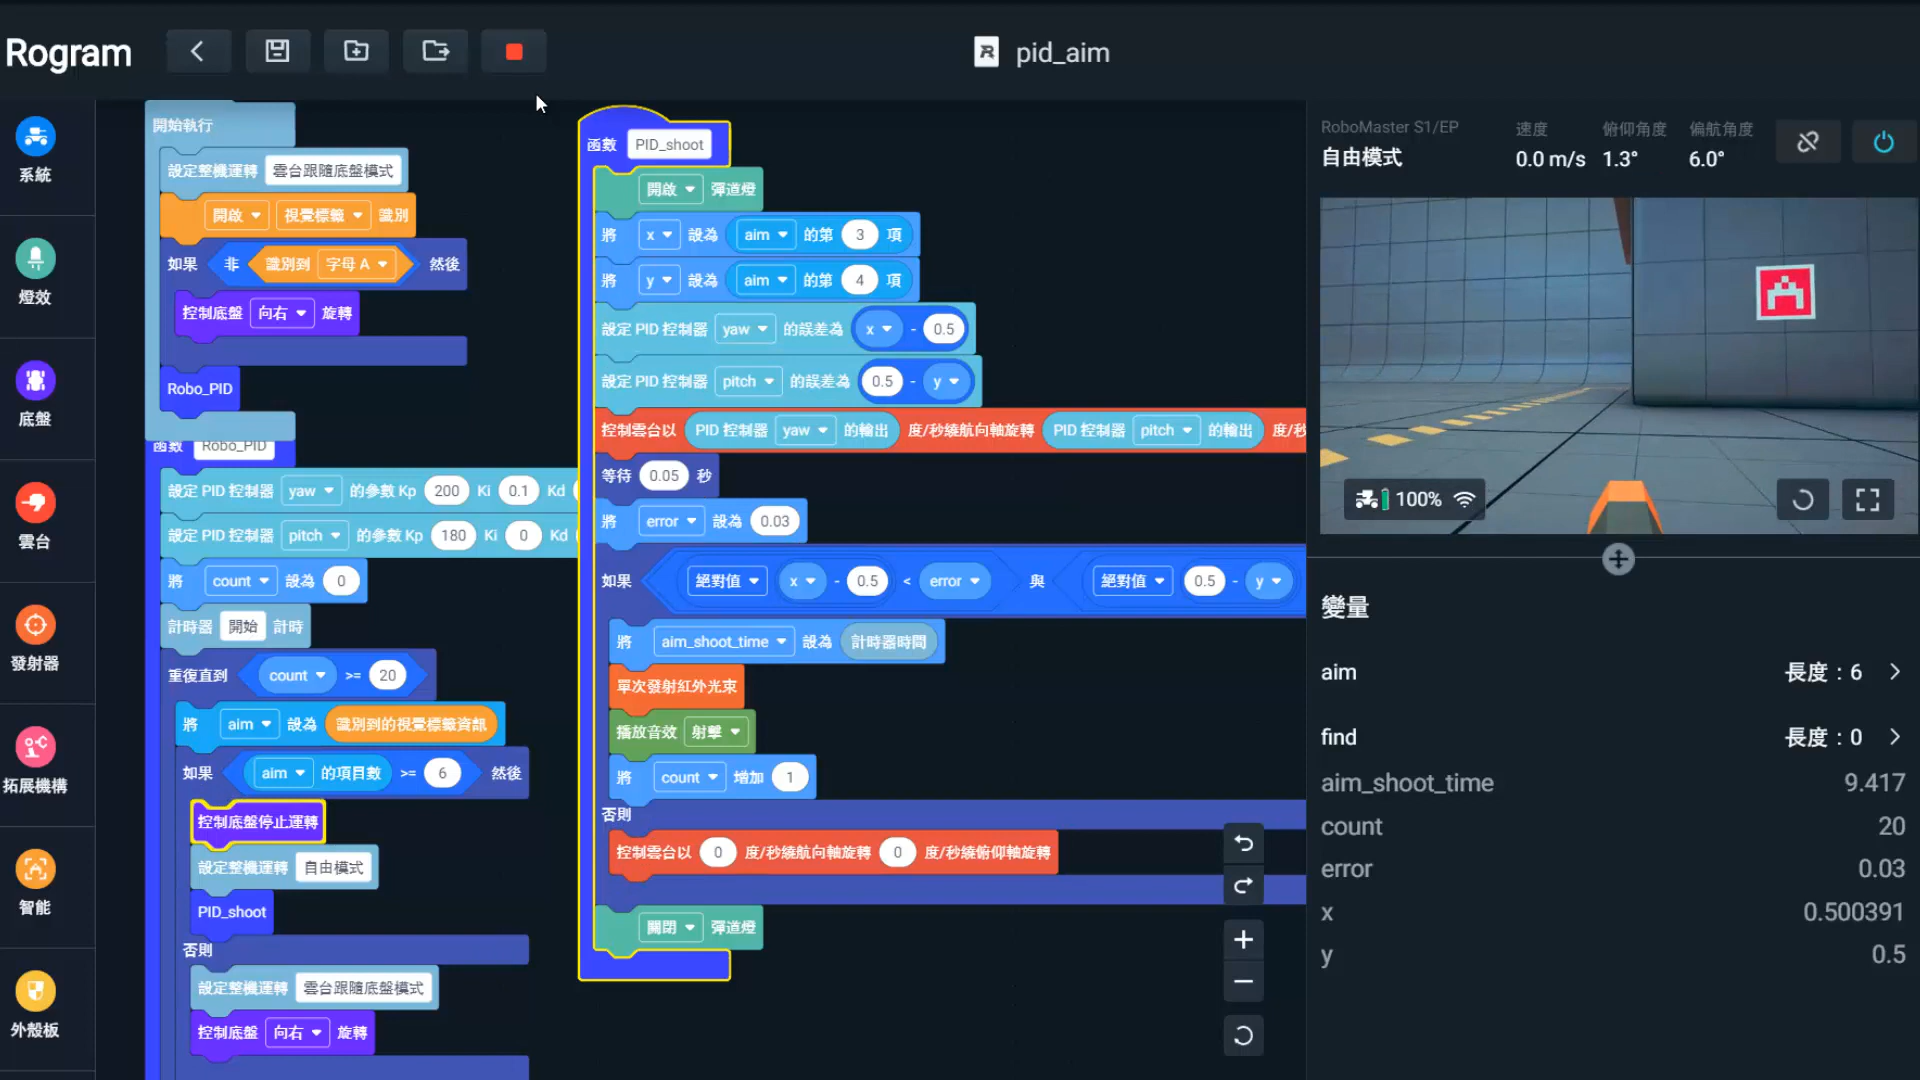 Rogram
pid_aim
系統
燈效
底盤
雲台
發射器
拓展機構
智能
外殼板
開始執行
設定整機運轉 雲台跟隨底盤模式
開啟 視覺標籤 識別
如果 非 識別到 字母 A 然後
控制底盤 向右 旋轉
Robo_PID
函數 Robo_PID
設定 PID 控制器 yaw 的參數 Kp 200 Ki 0.1 Kd
設定 PID 控制器 pitch 的參數 Kp 180 Ki 0 Kd
將 count 設為 0
計時器 開始 計時
重復直到 count >= 20
將 aim 設為 識別到的視覺標籤資訊
如果 aim 的項目數 >= 6 然後
控制底盤停止運轉
設定整機運轉 自由模式
PID_shoot
否則
設定整機運轉 雲台跟隨底盤模式
控制底盤 向右 旋轉
函數 PID_shoot
開啟 彈道燈
將 x 設為 aim 的第 3 項
將 y 設為 aim 的第 4 項
設定 PID 控制器 yaw 的誤差為 x - 0.5
設定 PID 控制器 pitch 的誤差為 0.5 - y
控制雲台以 PID 控制器 yaw 的輸出 度/秒繞航向軸旋轉 PID 控制器 pitch 的輸出 度/秒
等待 0.05 秒
將 error 設為 0.03
如果 絕對值 x - 0.5 < error 與 絕對值 0.5 - y
將 aim_shoot_time 設為 計時器時間
單次發射紅外光束
播放音效 射擊
將 count 增加 1
否則
控制雲台以 0 度/秒繞航向軸旋轉 0 度/秒繞俯仰軸旋轉
關閉 彈道燈
RoboMaster S1/EP
自由模式
速度 俯仰角度 偏航角度
0.0 m/s 1.3° 6.0°
100%
變量
aim 長度：6
find 長度：0
aim_shoot_time 9.417
count 20
error 0.03
x 0.500391
y 0.5